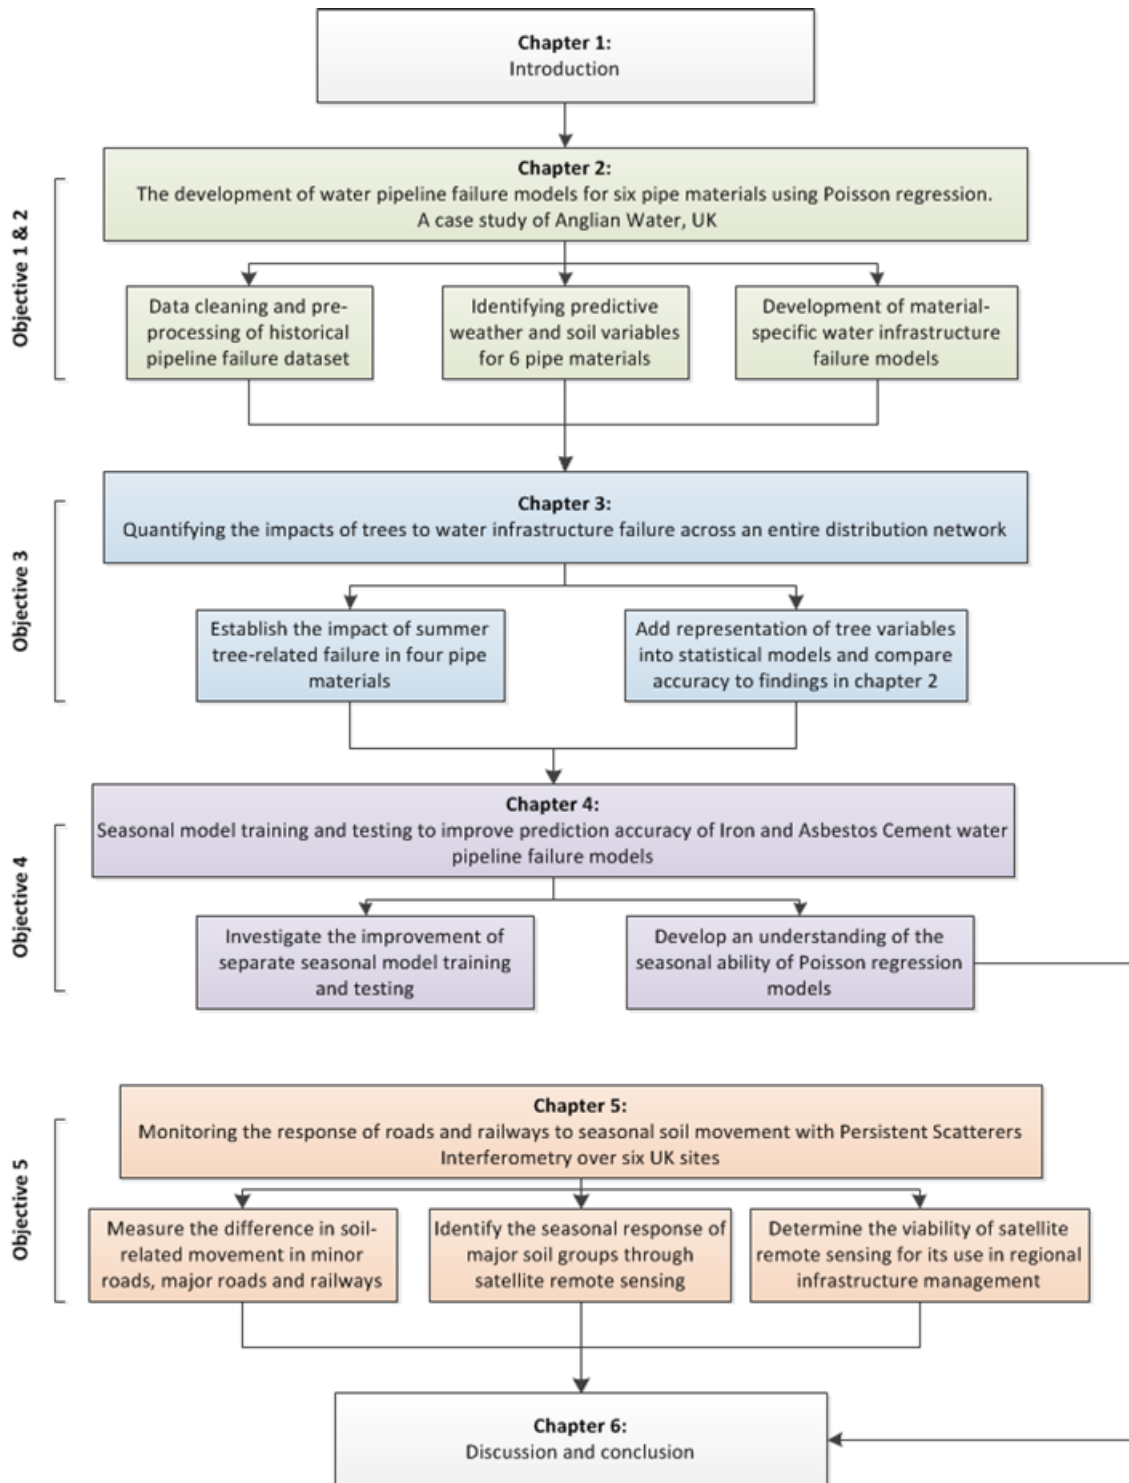 Chapter 1:
Introduction
Objective 1 & 2
Chapter 2:
The development of water pipeline failure models for six pipe materials using Poisson regression.
A case study of Anglian Water, UK
Data cleaning and pre-
processing of historical
pipeline failure dataset
Identifying predictive
weather and soil variables
for 6 pipe materials
Development of material-
specific water infrastructure
failure models
Objective 3
Chapter 3:
Quantifying the impacts of trees to water infrastructure failure across an entire distribution network
Establish the impact of summer
tree-related failure in four pipe
materials
Add representation of tree variables
into statistical models and compare
accuracy to findings in chapter 2
Objective 4
Chapter 4:
Seasonal model training and testing to improve prediction accuracy of Iron and Asbestos Cement water
pipeline failure models
Investigate the improvement of
separate seasonal model training
and testing
Develop an understanding of the
seasonal ability of Poisson regression
models
Objective 5
Chapter 5:
Monitoring the response of roads and railways to seasonal soil movement with Persistent Scatterers
Interferometry over six UK sites
Measure the difference in soil-
related movement in minor
roads, major roads and railways
Identify the seasonal response of
major soil groups through
satellite remote sensing
Determine the viability of satellite
remote sensing for its use in regional
infrastructure management
Chapter 6:
Discussion and conclusion